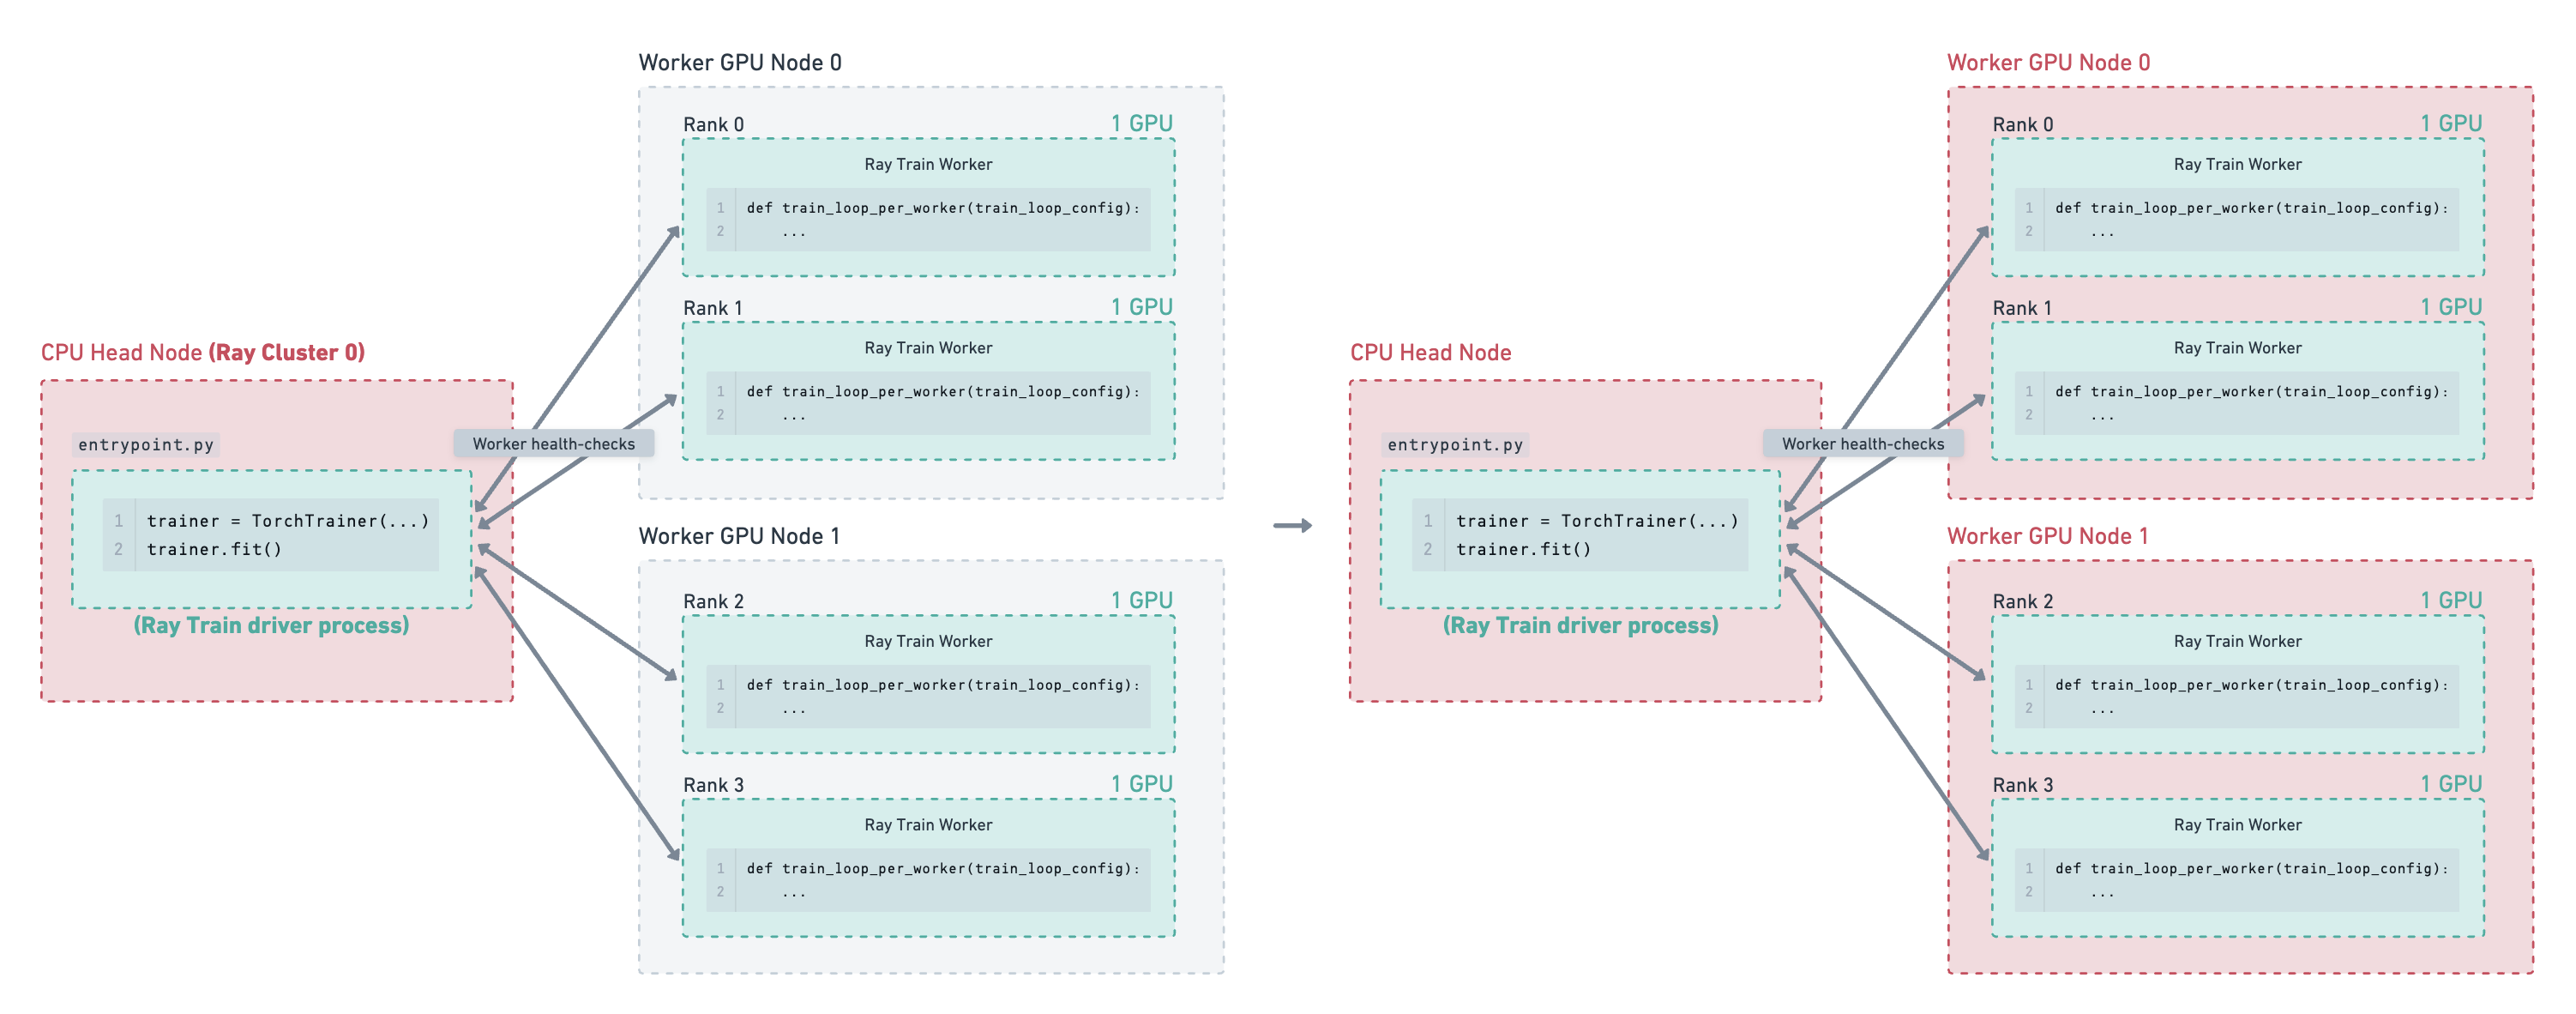 CPU Head Node (Ray Cluster 0)
entrypoint.py
1 trainer = TorchTrainer(...)
2 trainer.fit()
(Ray Train driver process)
Worker health-checks
Worker GPU Node 0
Rank 0 1 GPU
Ray Train Worker
1 def train_loop_per_worker(train_loop_config):
2 ...
Rank 1 1 GPU
Ray Train Worker
1 def train_loop_per_worker(train_loop_config):
2 ...
Worker GPU Node 1
Rank 2 1 GPU
Ray Train Worker
1 def train_loop_per_worker(train_loop_config):
2 ...
Rank 3 1 GPU
Ray Train Worker
1 def train_loop_per_worker(train_loop_config):
2 ...
CPU Head Node
entrypoint.py
1 trainer = TorchTrainer(...)
2 trainer.fit()
(Ray Train driver process)
Worker health-checks
Worker GPU Node 0
Rank 0 1 GPU
Ray Train Worker
1 def train_loop_per_worker(train_loop_config):
2 ...
Rank 1 1 GPU
Ray Train Worker
1 def train_loop_per_worker(train_loop_config):
2 ...
Worker GPU Node 1
Rank 2 1 GPU
Ray Train Worker
1 def train_loop_per_worker(train_loop_config):
2 ...
Rank 3 1 GPU
Ray Train Worker
1 def train_loop_per_worker(train_loop_config):
2 ...